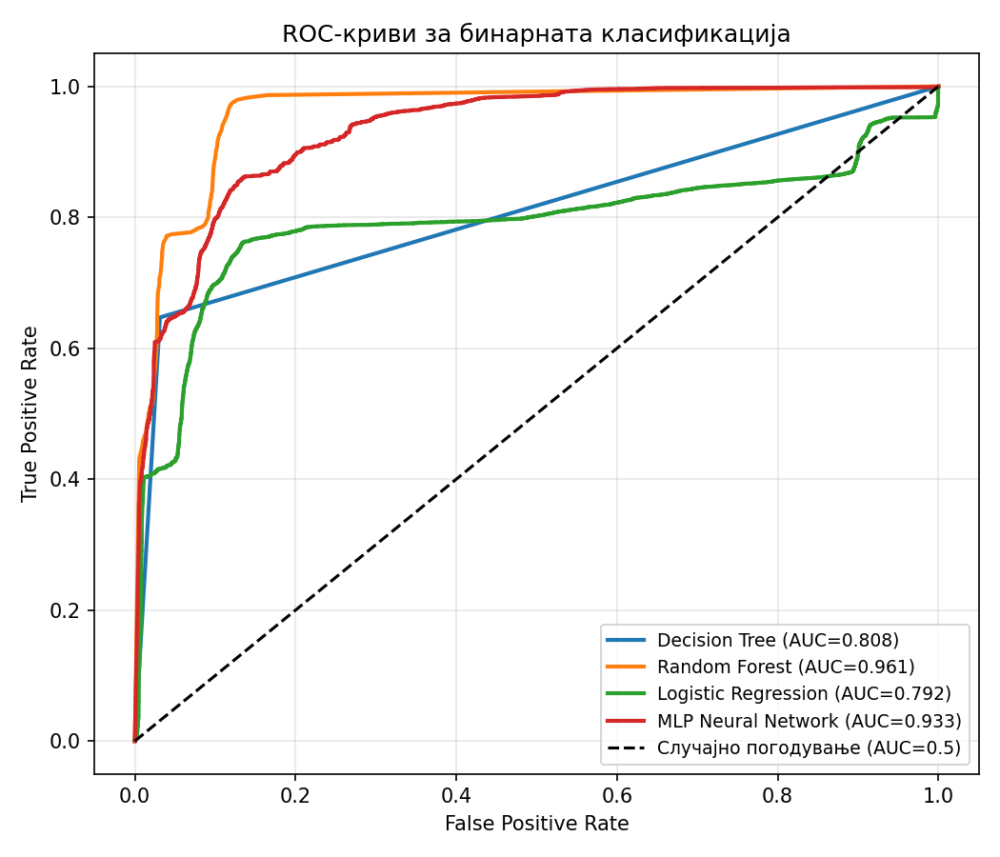 ROC-криви за бинарната класификација
True Positive Rate
1.0
0.8
0.6
0.4
0.2
0.0
Decision Tree (AUC=0.808)
Random Forest (AUC=0.961)
Logistic Regression (AUC=0.792)
MLP Neural Network (AUC=0.933)
Случајно погодување (AUC=0.5)
0.0 0.2 0.4 0.6 0.8 1.0
False Positive Rate